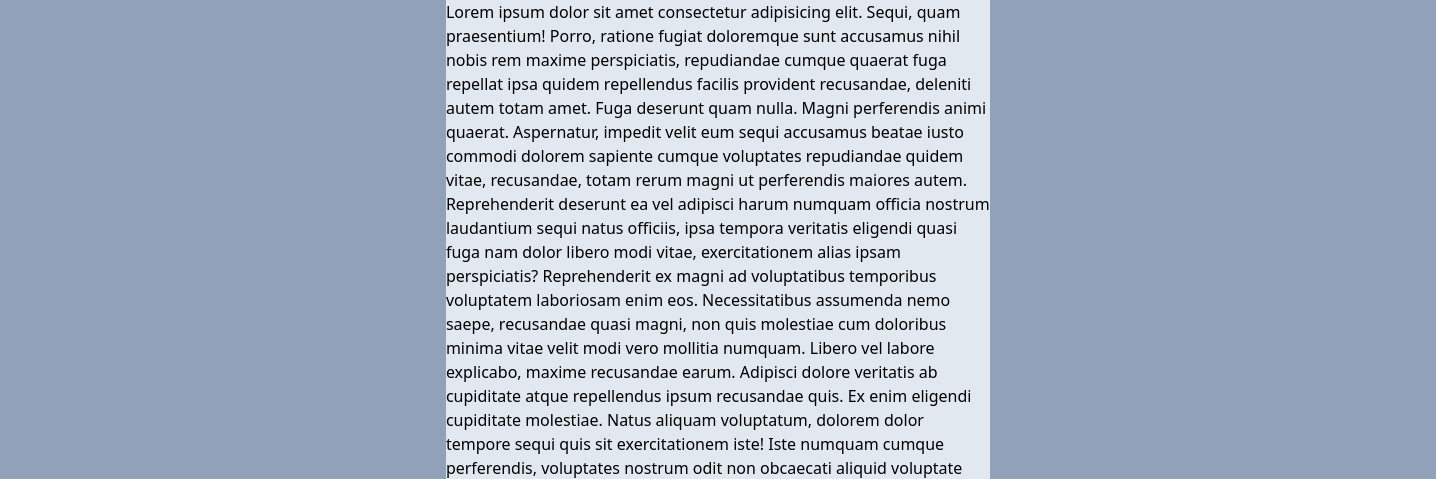 Lorem ipsum dolor sit amet consectetur adipisicing elit. Sequi, quam
praesentium! Porro, ratione fugiat doloremque sunt accusamus nihil
nobis rem maxime perspiciatis, repudiandae cumque quaerat fuga
repellat ipsa quidem repellendus facilis provident recusandae, deleniti
autem totam amet. Fuga deserunt quam nulla. Magni perferendis animi
quaerat. Aspernatur, impedit velit eum sequi accusamus beatae iusto
commodi dolorem sapiente cumque voluptates repudiandae quidem
vitae, recusandae, totam rerum magni ut perferendis maiores autem.
Reprehenderit deserunt ea vel adipisci harum numquam officia nostrum
laudantium sequi natus officiis, ipsa tempora veritatis eligendi quasi
fuga nam dolor libero modi vitae, exercitationem alias ipsam
perspiciatis? Reprehenderit ex magni ad voluptatibus temporibus
voluptatem laboriosam enim eos. Necessitatibus assumenda nemo
saepe, recusandae quasi magni, non quis molestiae cum doloribus
minima vitae velit modi vero mollitia numquam. Libero vel labore
explicabo, maxime recusandae earum. Adipisci dolore veritatis ab
cupiditate atque repellendus ipsum recusandae quis. Ex enim eligendi
cupiditate molestiae. Natus aliquam voluptatum, dolorem dolor
tempore sequi quis sit exercitationem iste! Iste numquam cumque
perferendis, voluptates nostrum odit non obcaecati aliquid voluptate